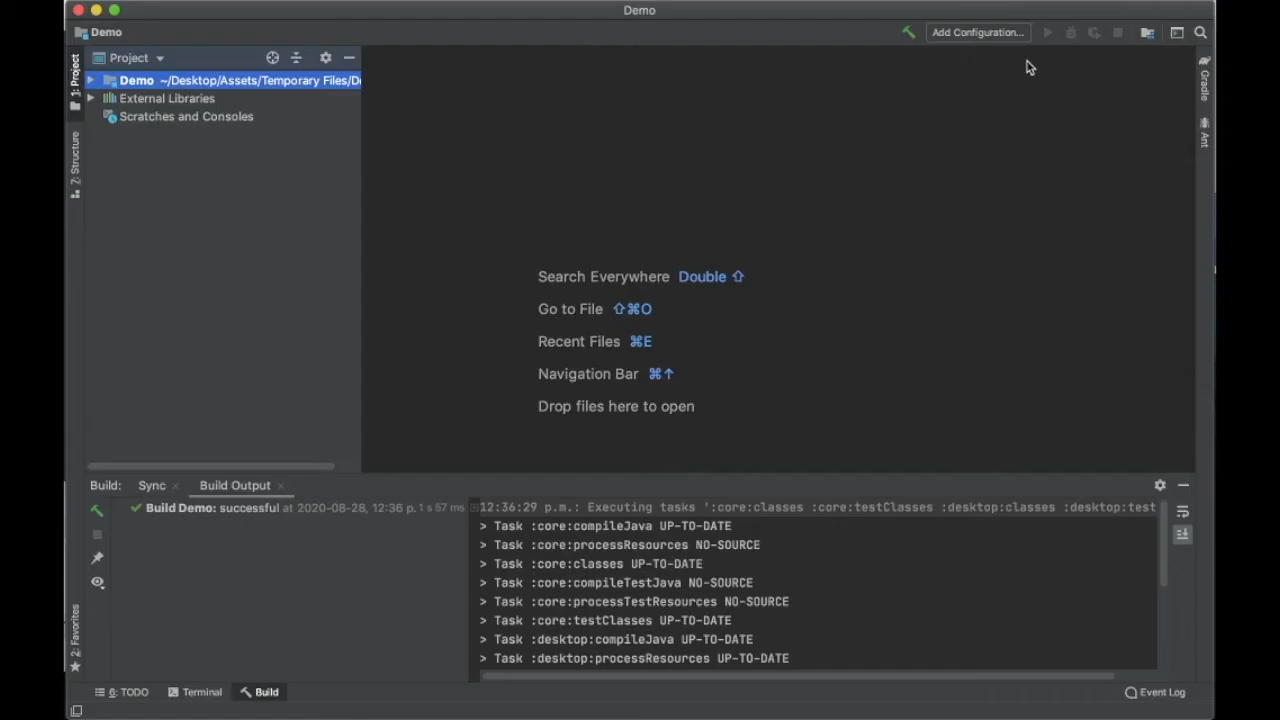 Demo
Demo
Add Configuration...
1: Project
Project
Demo ~/Desktop/Assets/Temporary Files/De
External Libraries
Scratches and Consoles
7: Structure
Gradle
Ant
Search Everywhere Double ⇧
Go to File ⇧⌘O
Recent Files ⌘E
Navigation Bar ⌘↑
Drop files here to open
Build: Sync × Build Output ×
Build Demo: successful at 2020-08-28, 12:36 p. 1 s 57 ms
12:36:29 p.m.: Executing tasks ':core:classes :core:testClasses :desktop:classes :desktop:test
> Task :core:compileJava UP-TO-DATE
> Task :core:processResources NO-SOURCE
> Task :core:classes UP-TO-DATE
> Task :core:compileTestJava NO-SOURCE
> Task :core:processTestResources NO-SOURCE
> Task :core:testClasses UP-TO-DATE
> Task :desktop:compileJava UP-TO-DATE
> Task :desktop:processResources UP-TO-DATE
2: Favorites
6: TODO
Terminal
Build
Event Log